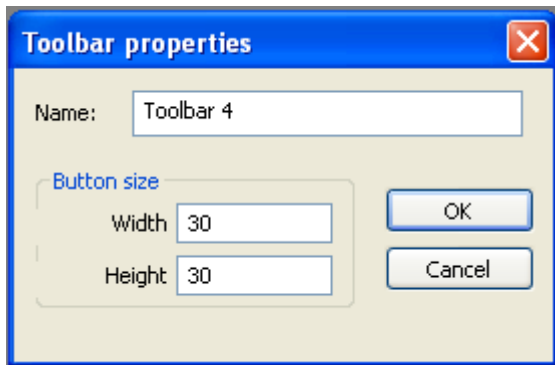 Toolbar properties
Name: Toolbar 4
Button size
Width 30
Height 30
OK
Cancel